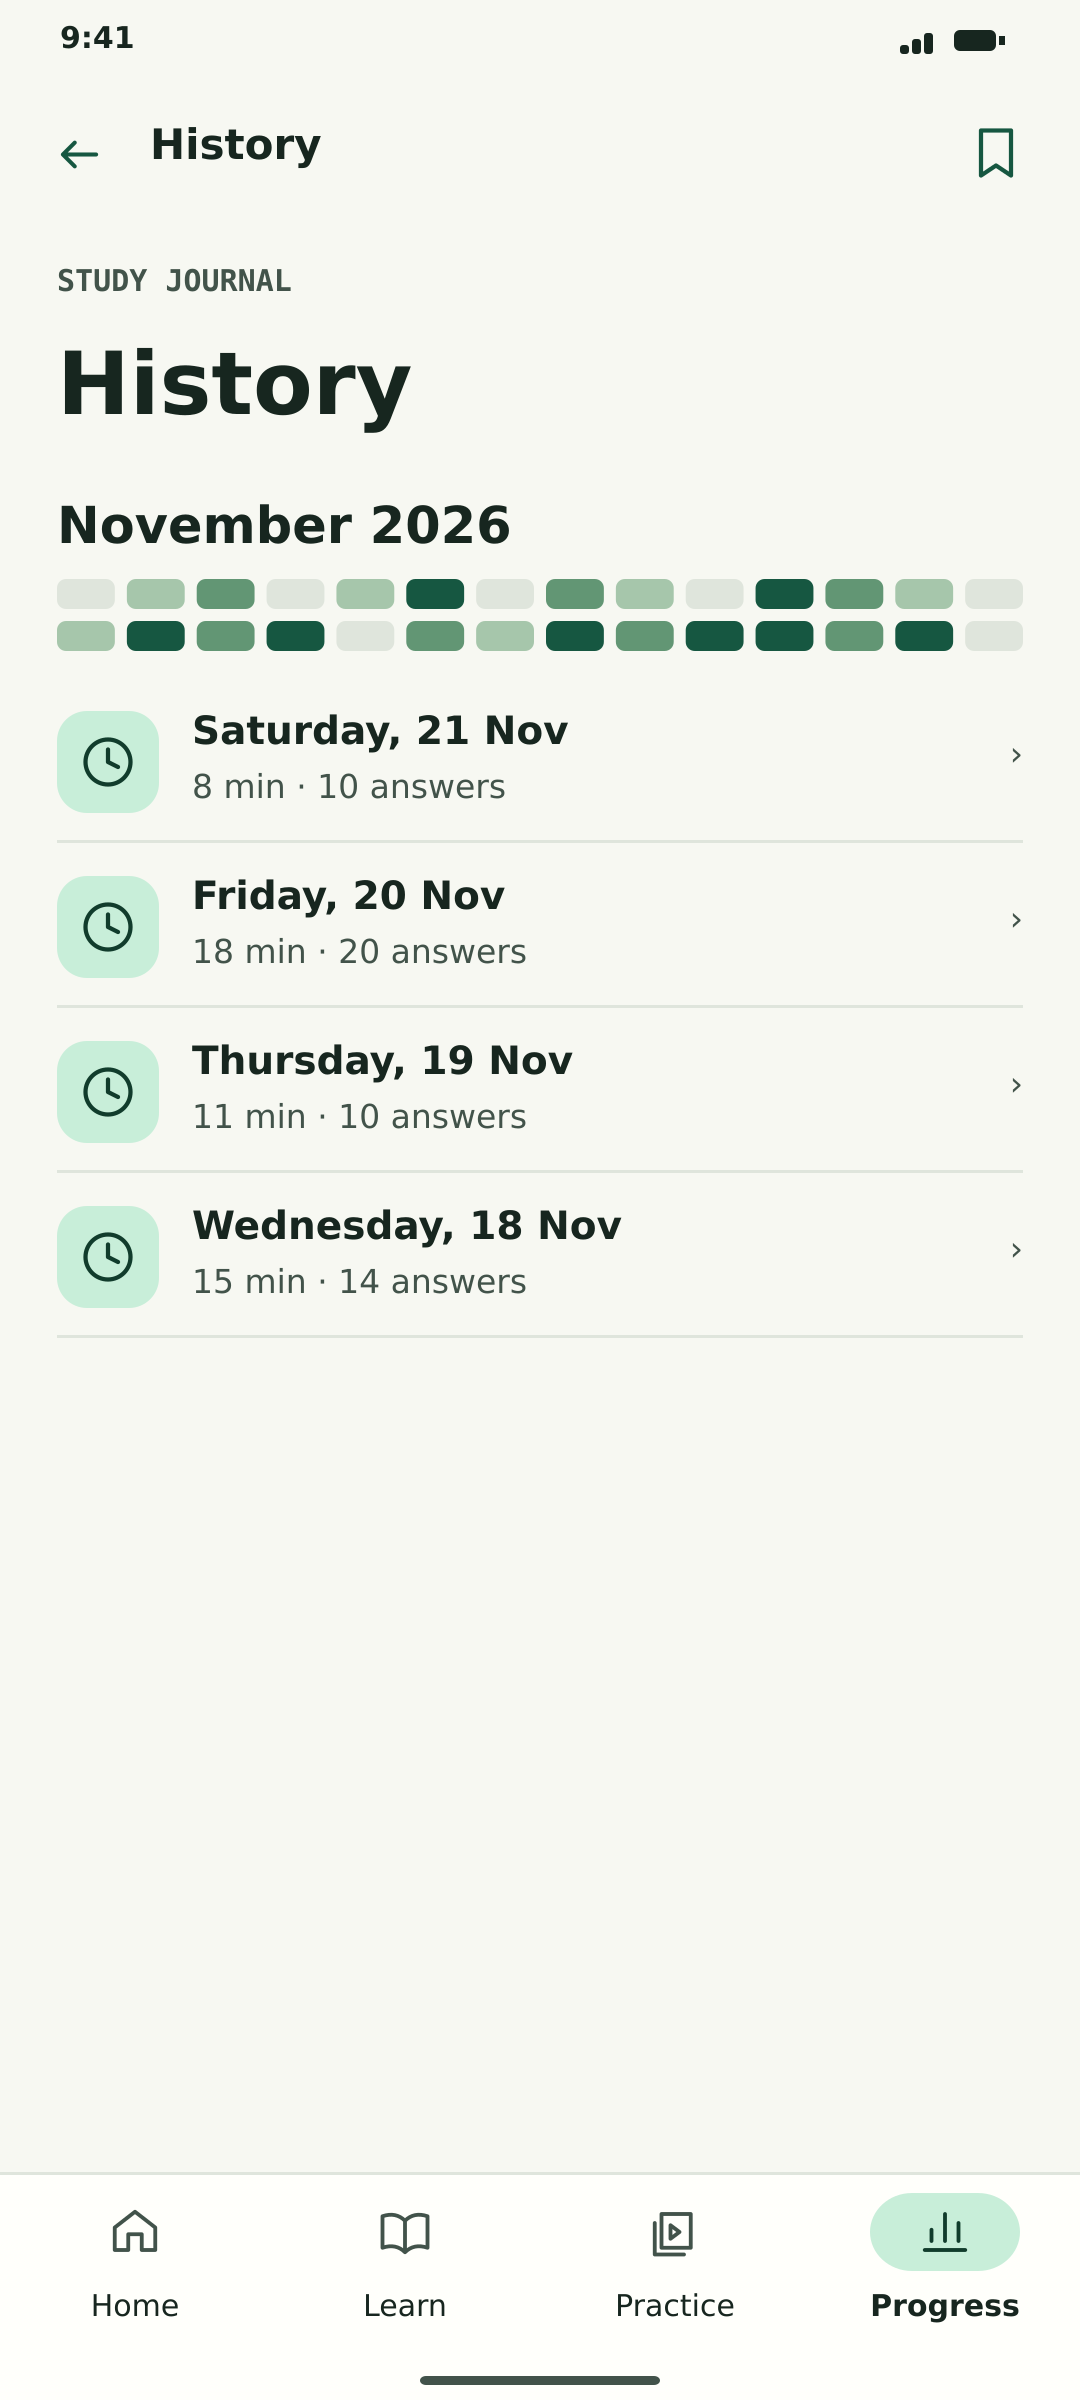 9:41
History
STUDY JOURNAL
History
November 2026
Saturday, 21 Nov
8 min · 10 answers
›
Friday, 20 Nov
18 min · 20 answers
›
Thursday, 19 Nov
11 min · 10 answers
›
Wednesday, 18 Nov
15 min · 14 answers
›
Home
Learn
Practice
Progress